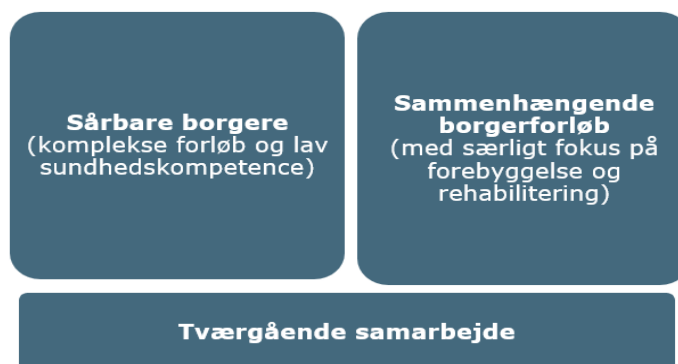 Sårbare borgere
(komplekse forløb og lav
sundhedskompetence)
Sammenhængende
borgerforløb
(med særligt fokus på
forebyggelse og
rehabilitering)
Tværgående samarbejde